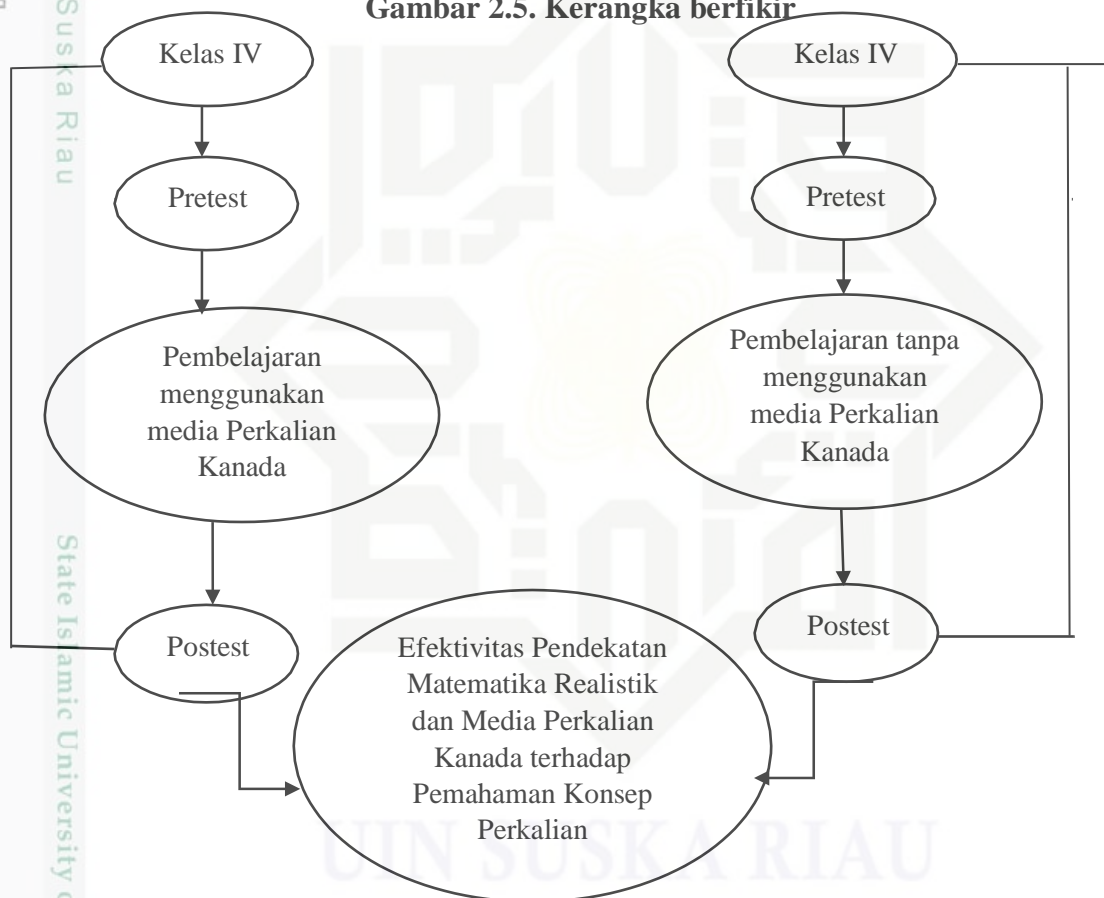 Gambar 2.5. Kerangka berfikir
Kelas IV
Pretest
Pembelajaran
menggunakan
media Perkalian
Kanada
Postest
Kelas IV
Pretest
Pembelajaran tanpa
menggunakan
media Perkalian
Kanada
Postest
Efektivitas Pendekatan
Matematika Realistik
dan Media Perkalian
Kanada terhadap
Pemahaman Konsep
Perkalian
UIN SUSKA RIAU
Suska Riau
State Islamic University